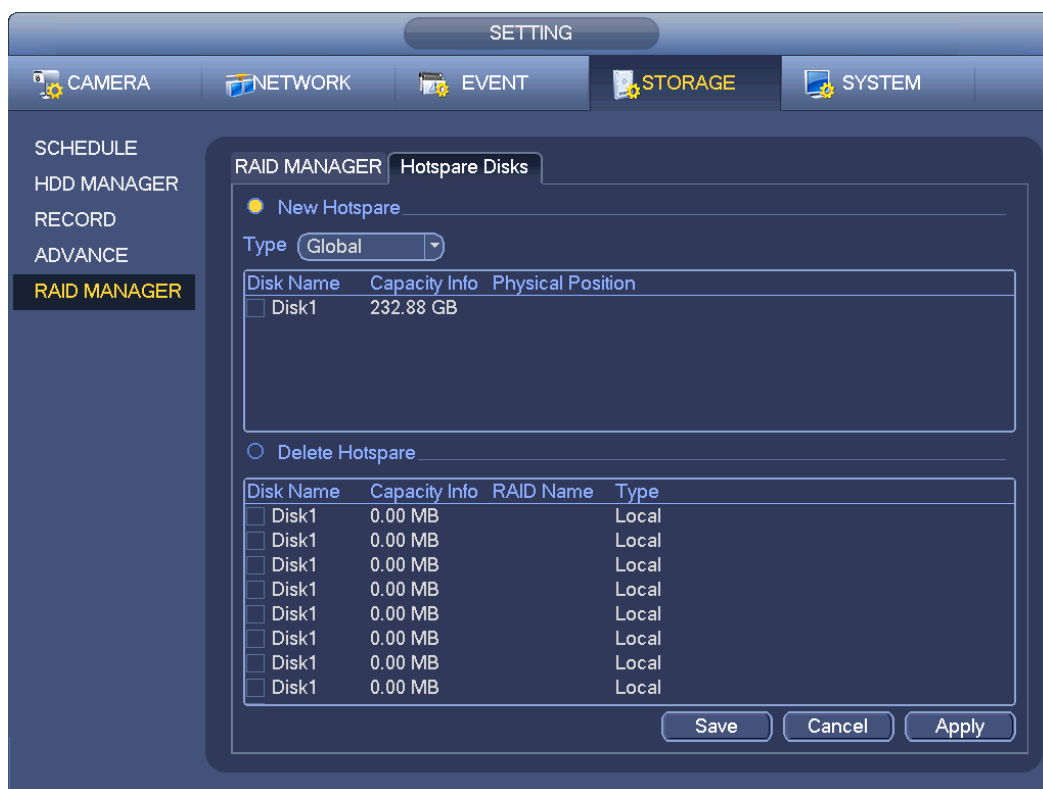 SETTING
CAMERA NETWORK EVENT STORAGE SYSTEM
SCHEDULE
HDD MANAGER
RECORD
ADVANCE
RAID MANAGER
RAID MANAGER Hotspare Disks
New Hotspare
Type Global
Disk Name Capacity Info Physical Position
Disk1 232.88 GB
Delete Hotspare
Disk Name Capacity Info RAID Name Type
Disk1 0.00 MB Local
Disk1 0.00 MB Local
Disk1 0.00 MB Local
Disk1 0.00 MB Local
Disk1 0.00 MB Local
Disk1 0.00 MB Local
Disk1 0.00 MB Local
Disk1 0.00 MB Local
Save Cancel Apply